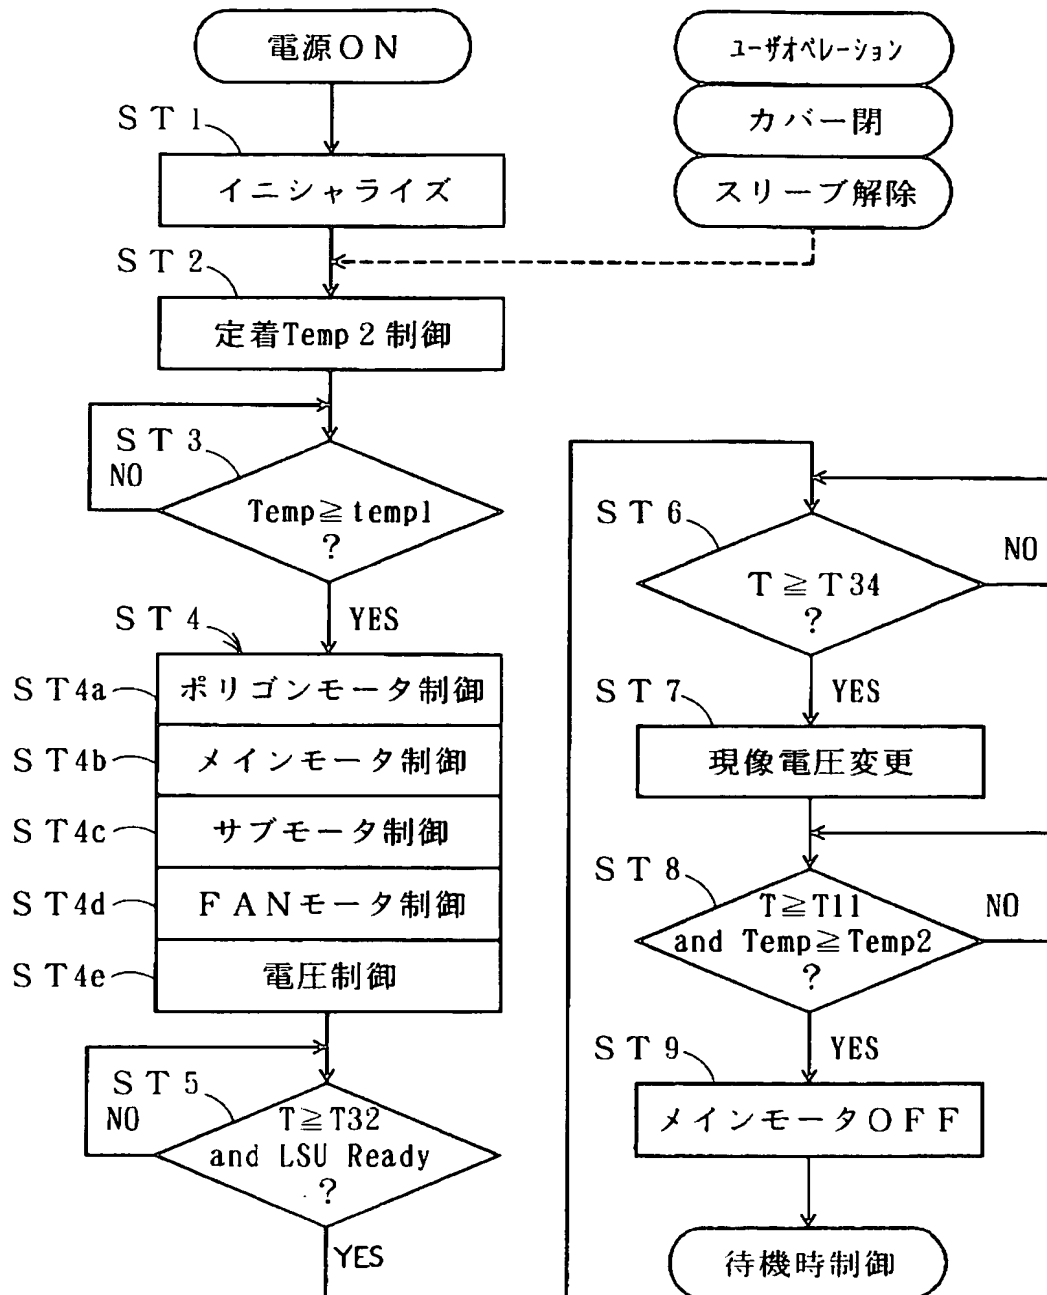 電源ON
ST1
イニシャライズ
ユーザオペレーション
カバー閉
スリープ解除
ST2
定着Temp2制御
ST3
NO
Temp≧temp1
?
YES
ST4
ST4a
ポリゴンモータ制御
ST4b
メインモータ制御
ST4c
サブモータ制御
ST4d
FANモータ制御
ST4e
電圧制御
ST5
NO
T≧T32
and LSU Ready
?
YES
ST6
NO
T≧T34
?
YES
ST7
現像電圧変更
ST8
NO
T≧T11
and Temp≧Temp2
?
YES
ST9
メインモータOFF
待機時制御